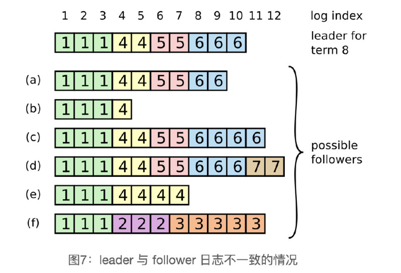 1 2 3 4 5 6 7 8 9 10 11 12 log index
1 1 1 4 4 5 5 6 6 6 leader for term 8
(a) 1 1 1 4 4 5 5 6 6
(b) 1 1 1 4
(c) 1 1 1 4 4 5 5 6 6 6 6
(d) 1 1 1 4 4 5 5 6 6 6 7 7
possible followers
(e) 1 1 1 4 4 4 4
(f) 1 1 1 2 2 2 3 3 3 3 3
图7：leader 与 follower 日志不一致的情况